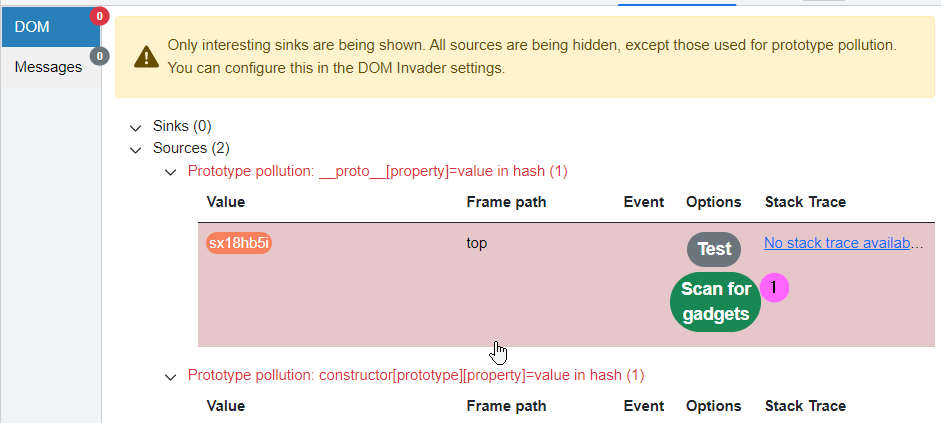 DOM
0
Messages
0
Only interesting sinks are being shown. All sources are being hidden, except those used for prototype pollution.
You can configure this in the DOM Invader settings.
Sinks (0)
Sources (2)
Prototype pollution: __proto__[property]=value in hash (1)
Value Frame path Event Options Stack Trace
sx18hb5i top Test No stack trace availab...
Scan for
gadgets
1
Prototype pollution: constructor[prototype][property]=value in hash (1)
Value Frame path Event Options Stack Trace